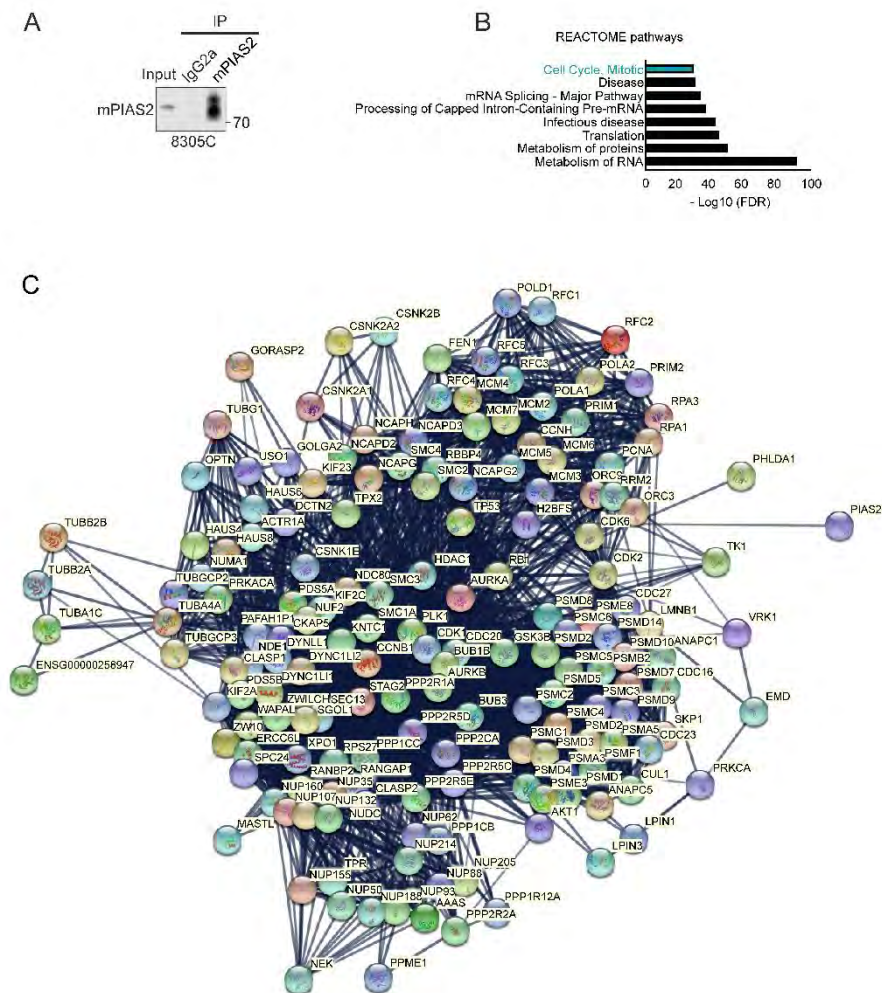 A
IP
Input
IgG2a
mPIAS2
mPIAS2
-70
8305C
B
REACTOME pathways
Cell Cycle, Mitotic
Disease
mRNA Splicing - Major Pathway
Processing of Capped Intron-Containing Pre-mRNA
Infectious disease
Translation
Metabolism of proteins
Metabolism of RNA
0 20 40 60 80 100
- Log10 (FDR)
C
POLD1
RFC1
CSNK2B
CSNK2A2
RFC2
FEN1
RFC5
GORASP2
RFC3
POLA2
PRIM2
RFC4
MCM4
CSNK2A1
POLA1
RPA3
TUBG1
MCM7
MCM2
PRIM1
NCAPH
RPA1
NCAPD3
CCNH
GOLGA2
NCAPD2
MCM6
PCNA
OPTN
USO1
SMC4
RBBP4
MCM5
KIF23
NCAPG
SMC2
NCAPG2
MCM3
PHLDA1
ORC5
RRM2
HAUS6
DCTN2
TPX2
ORC3
TP53
H2BFS
PIAS2
ACTR1A
TUBB2B
HAUS4
HAUS8
CDK6
CSNK1E
HDAC1
RB1
TK1
NUMA1
NDC80
CDK2
TUBB2A
TUBGCP2
PRKACA
SMC3
AURKA
PDS5A
KIF2C
CDC27
PSMD8
PSME8
LMNB1
TUBA1C
TUBA4A
NUF2
SMC1A
PLK1
PSMC6
VRK1
PAFAH1P1
CKAP5
KNTC1
PSMD14
TUBGCP3
CDK1
CDC20
GSK3B
PSMD2
PSMD10
ANAPC1
NDE1
DYNLL1
CCNB1
BUB1B
DYNC1LI2
PSMC5
PSMB2
ENSG00000258947
CLASP1
AURKB
PSMD7
CDC16
DYNC1LI1
PSMD5
STAG2
PPP2R1A
EMD
PDS5B
KIF2A
ZWILCH
SEC13
BUB3
PSMC2
PSMC3
PSMD9
WAPAL
SGOL1
PSMC4
SKP1
ZW10
PPP2R5D
PSMD2
PSMA5
CDC23
ERCC6L
PSMC1
XPO1
PPP1CC
PPP2CA
PSMD3
RPS27
PSMA3
PSMF1
SPC24
PRKCA
RANBP2
RANGAP1
PPP2R5C
PSMD4
PSMD1
CUL1
NUP160
NUP35
PPP2R5E
PSME3
ANAPC5
CLASP2
NUP107
NUP132
AKT1
NUP62
LPIN1
MASTL
NUDC
PPP1CB
NUP214
LPIN3
TPR
NUP205
NUP155
NUP88
NUP50
NUP93
NUP188
AAAS
PPP1R12A
PPP2R2A
NEK
PPME1